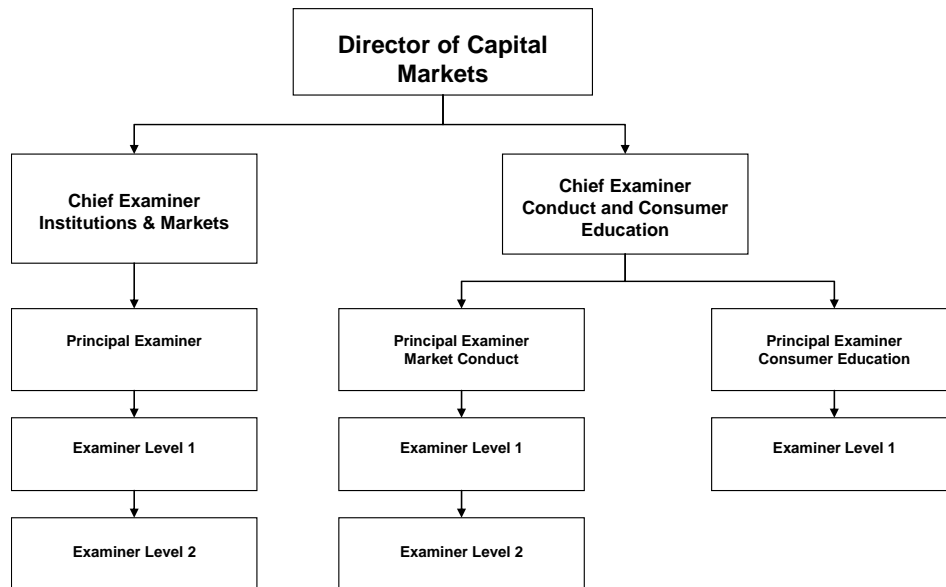 Director of Capital
Markets
Chief Examiner
Institutions & Markets
Chief Examiner
Conduct and Consumer
Education
Principal Examiner
Principal Examiner
Market Conduct
Principal Examiner
Consumer Education
Examiner Level 1
Examiner Level 1
Examiner Level 1
Examiner Level 2
Examiner Level 2